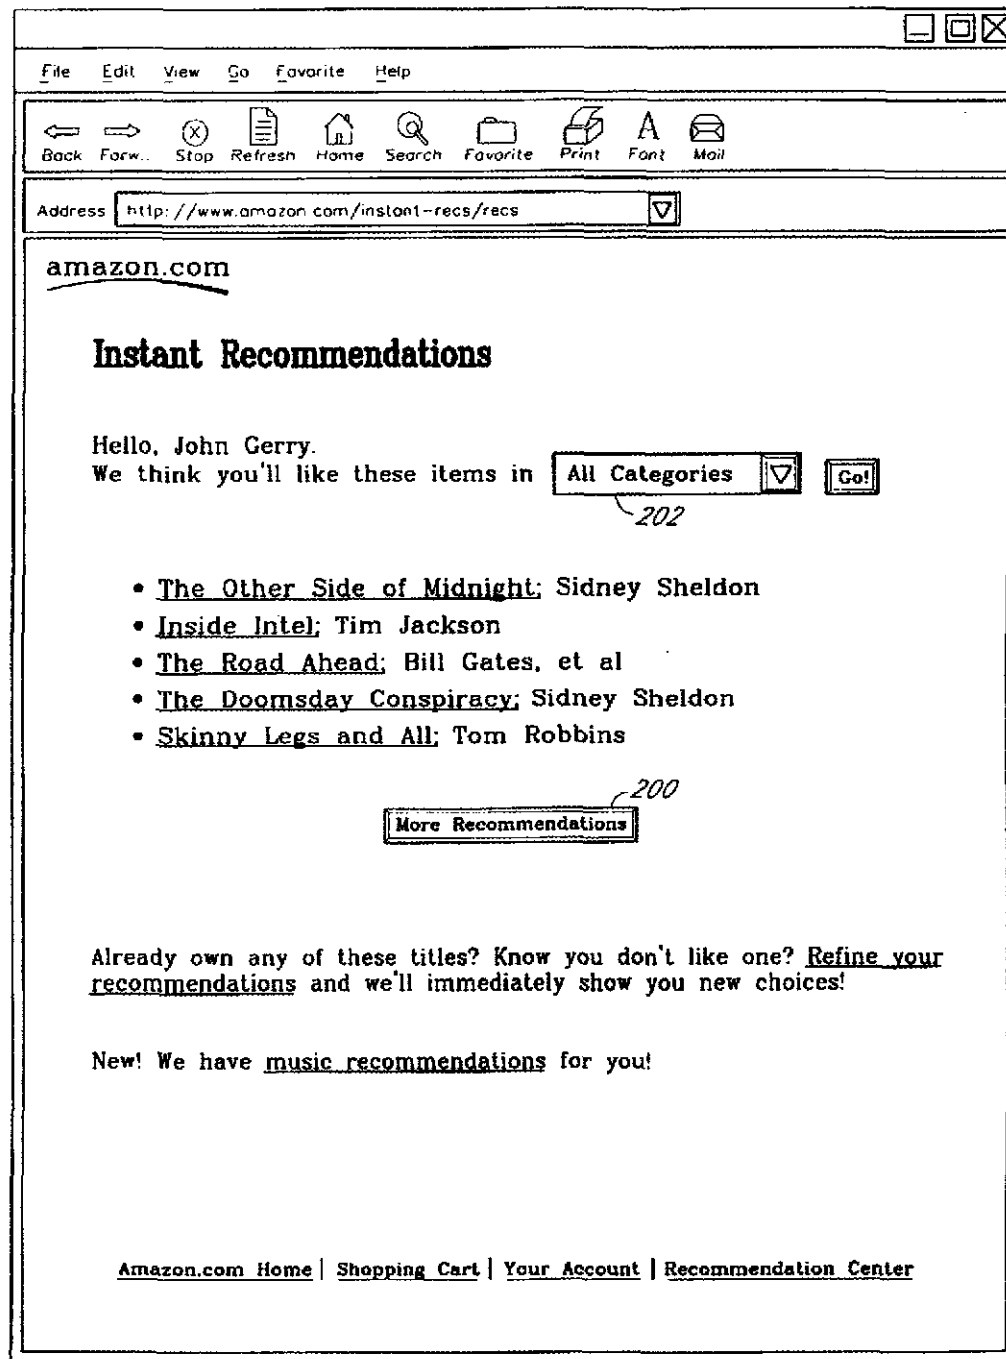 File Edit View Go Favorite Help
Back Forw.. Stop Refresh Home Search Favorite Print Font Mail
Address http://www.amazon.com/instant-recs/recs
amazon.com
Instant Recommendations
Hello, John Gerry.
We think you'll like these items in All Categories Go!
202
• The Other Side of Midnight; Sidney Sheldon
• Inside Intel; Tim Jackson
• The Road Ahead; Bill Gates, et al
• The Doomsday Conspiracy; Sidney Sheldon
• Skinny Legs and All; Tom Robbins
200
More Recommendations
Already own any of these titles? Know you don't like one? Refine your
recommendations and we'll immediately show you new choices!
New! We have music recommendations for you!
Amazon.com Home | Shopping Cart | Your Account | Recommendation Center